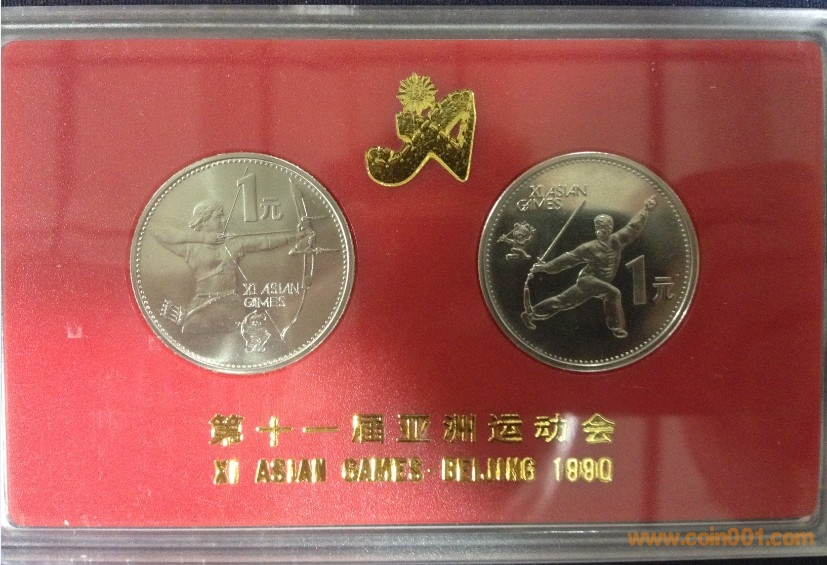 1元
XI ASIAN
GAMES
XI ASIAN
GAMES
1元
第十一届亚洲运动会
XI ASIAN GAMES·BEIJING 1990
www.coin001.com